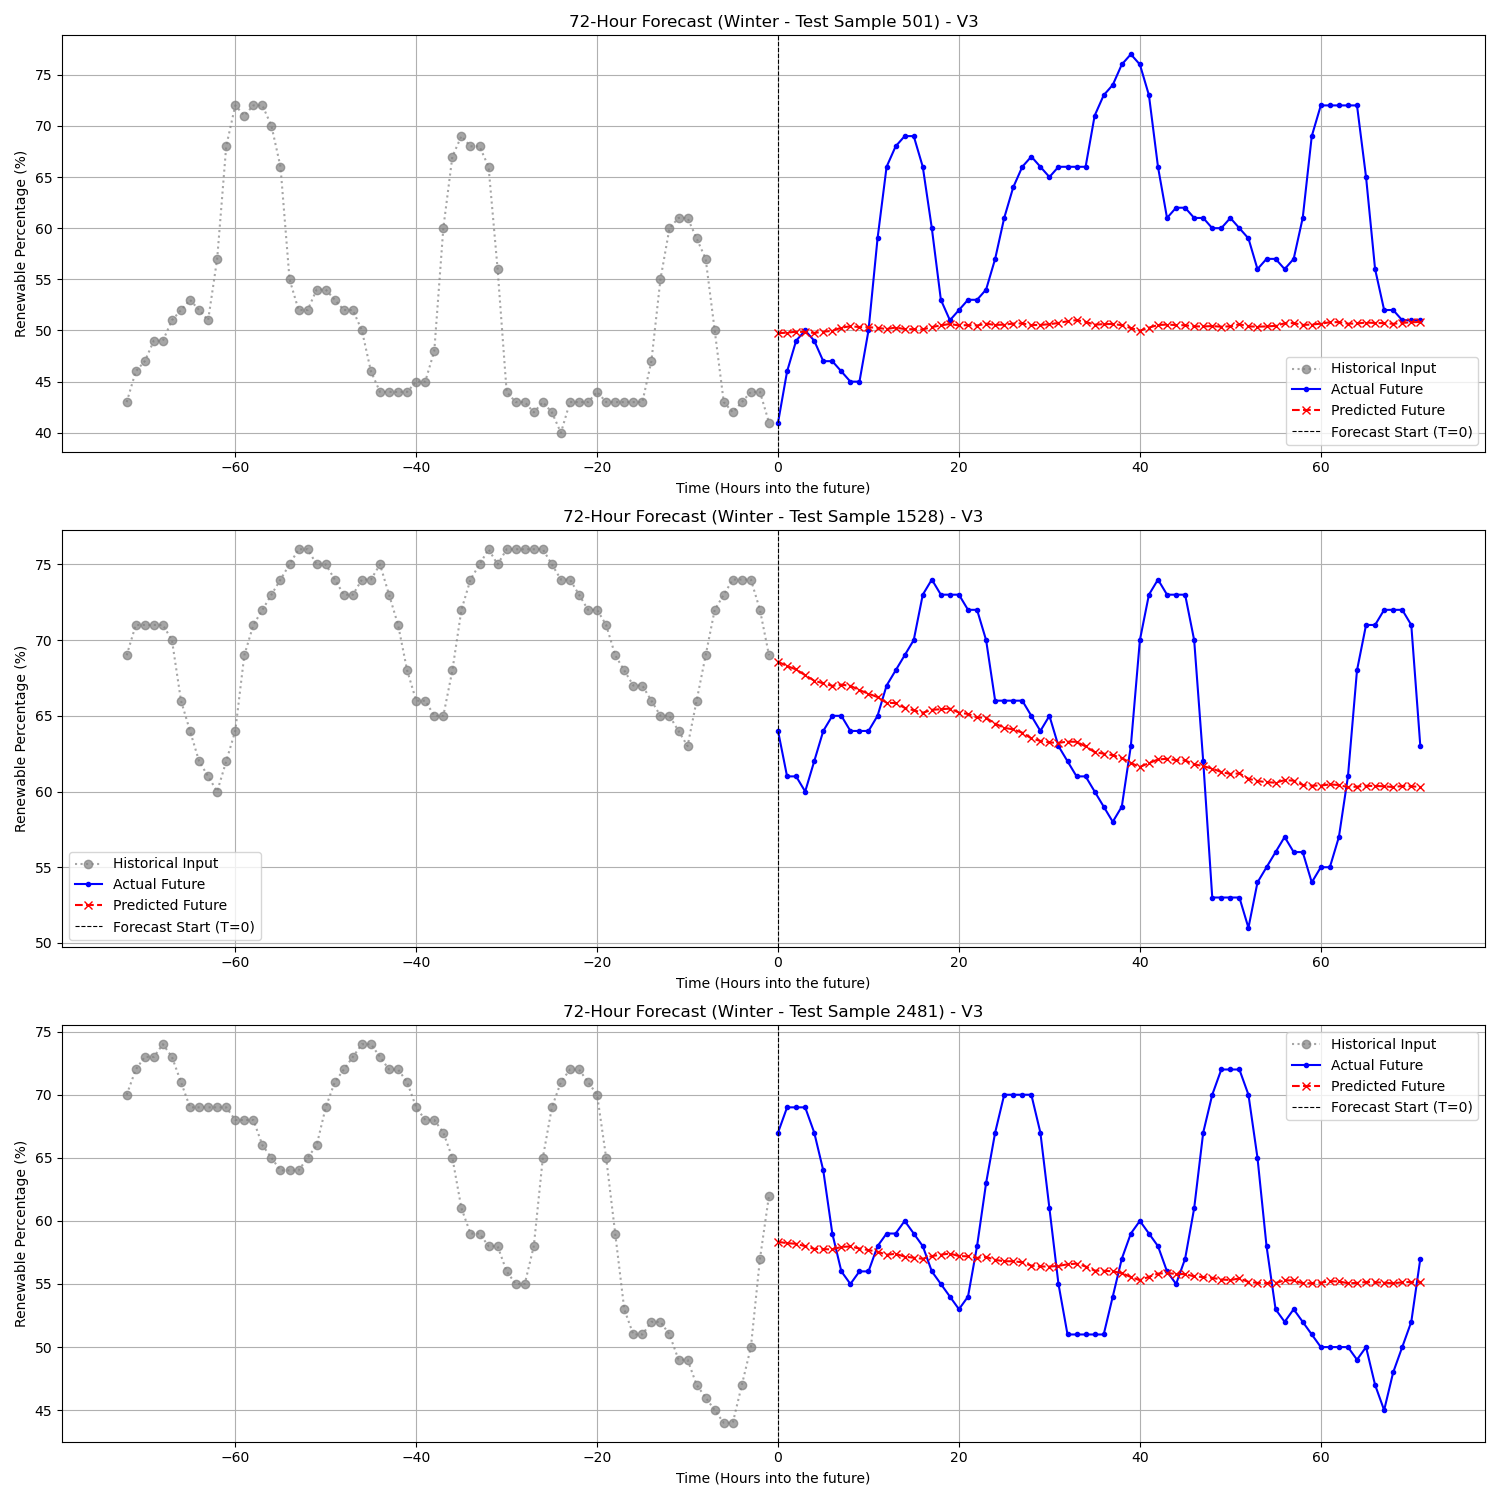 72-Hour Forecast (Winter - Test Sample 501) - V3
Renewable Percentage (%)
75
70
65
60
55
50
45
40
−60
−40
−20
0
20
40
60
Time (Hours into the future)
Historical Input
Actual Future
Predicted Future
Forecast Start (T=0)
72-Hour Forecast (Winter - Test Sample 1528) - V3
Renewable Percentage (%)
75
70
65
60
55
50
−60
−40
−20
0
20
40
60
Time (Hours into the future)
Historical Input
Actual Future
Predicted Future
Forecast Start (T=0)
72-Hour Forecast (Winter - Test Sample 2481) - V3
Renewable Percentage (%)
75
70
65
60
55
50
45
−60
−40
−20
0
20
40
60
Time (Hours into the future)
Historical Input
Actual Future
Predicted Future
Forecast Start (T=0)